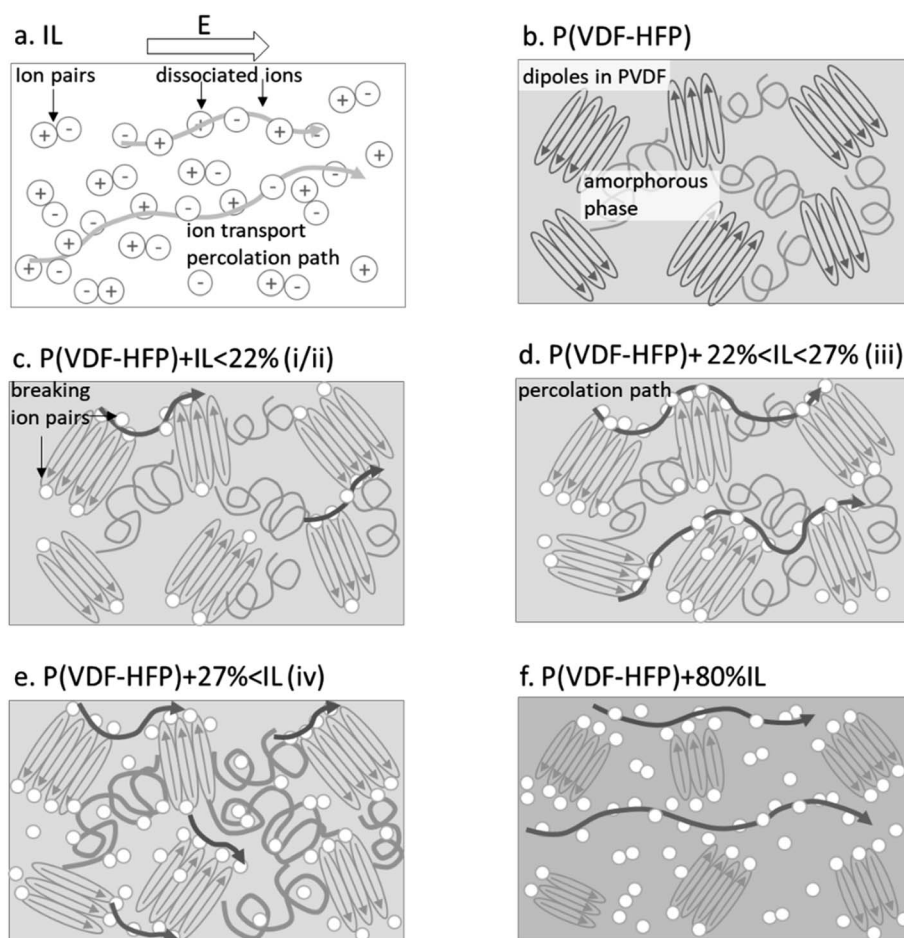 a. IL
E
b. P(VDF-HFP)
Ion pairs
dissociated ions
dipoles in PVDF
amorphorous
phase
ion transport
percolation path
c. P(VDF-HFP)+IL<22% (i/ii)
d. P(VDF-HFP)+ 22%<IL<27% (iii)
breaking
ion pairs
percolation path
e. P(VDF-HFP)+27%<IL (iv)
f. P(VDF-HFP)+80%IL